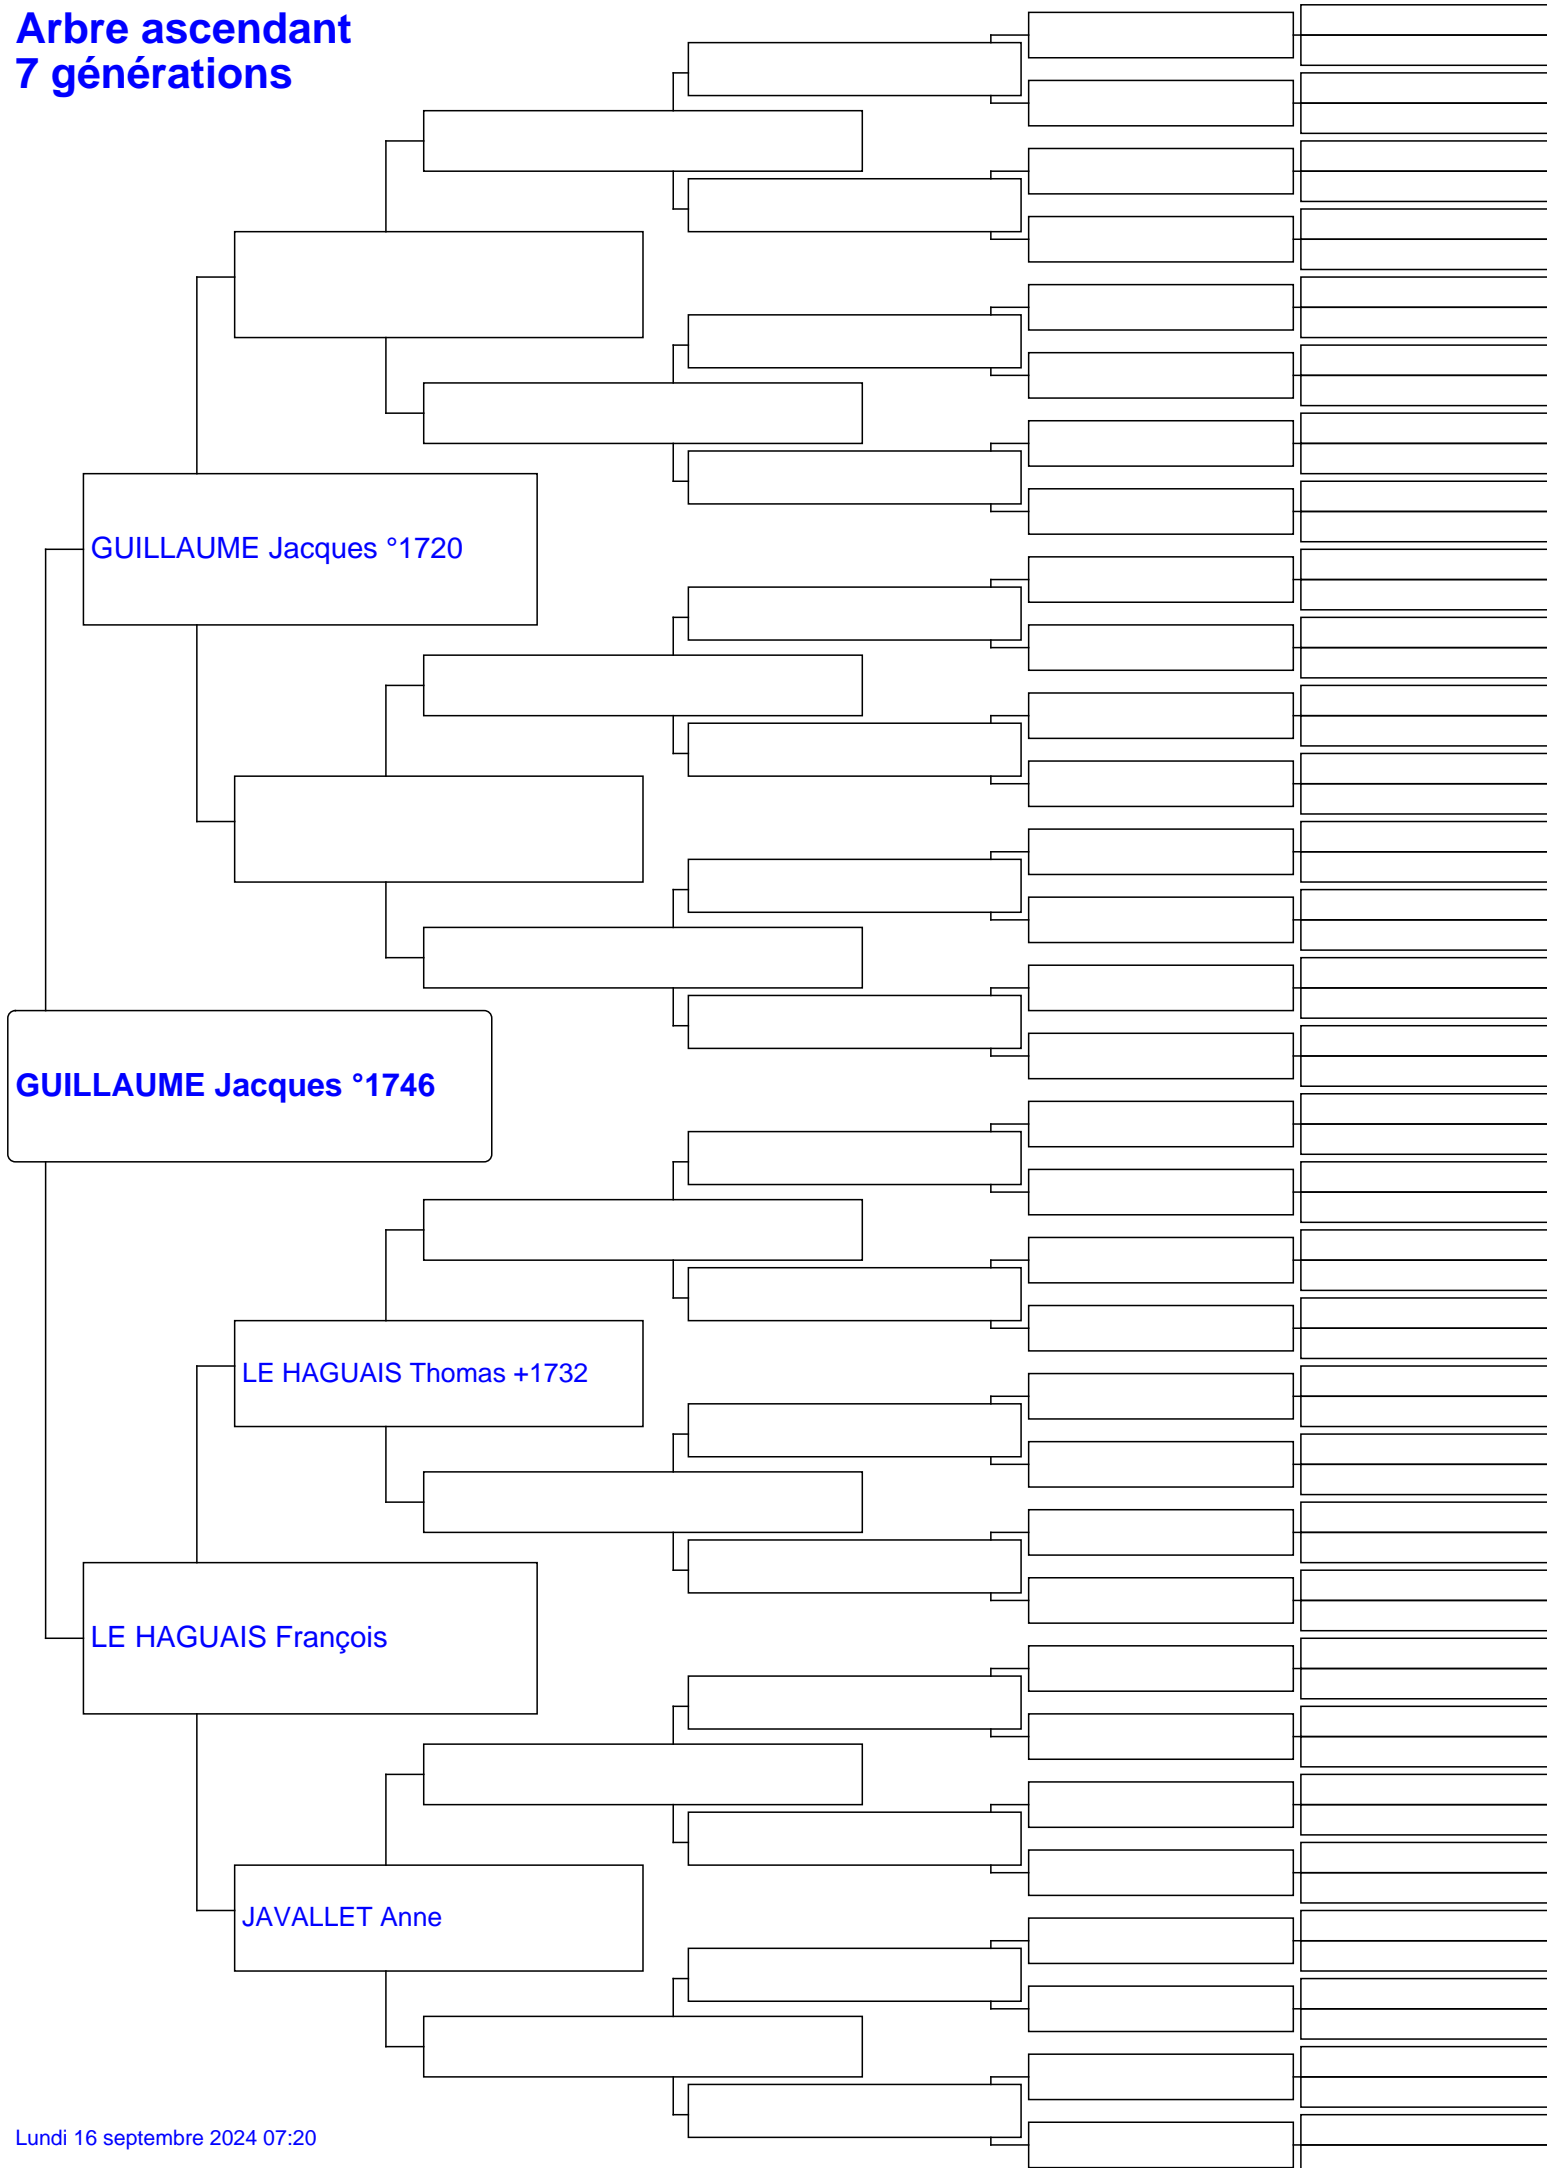 Arbre ascendant
7 générations
GUILLAUME Jacques °1720
GUILLAUME Jacques °1746
LE HAGUAIS Thomas +1732
LE HAGUAIS François
JAVALLET Anne
Lundi 16 septembre 2024 07:20